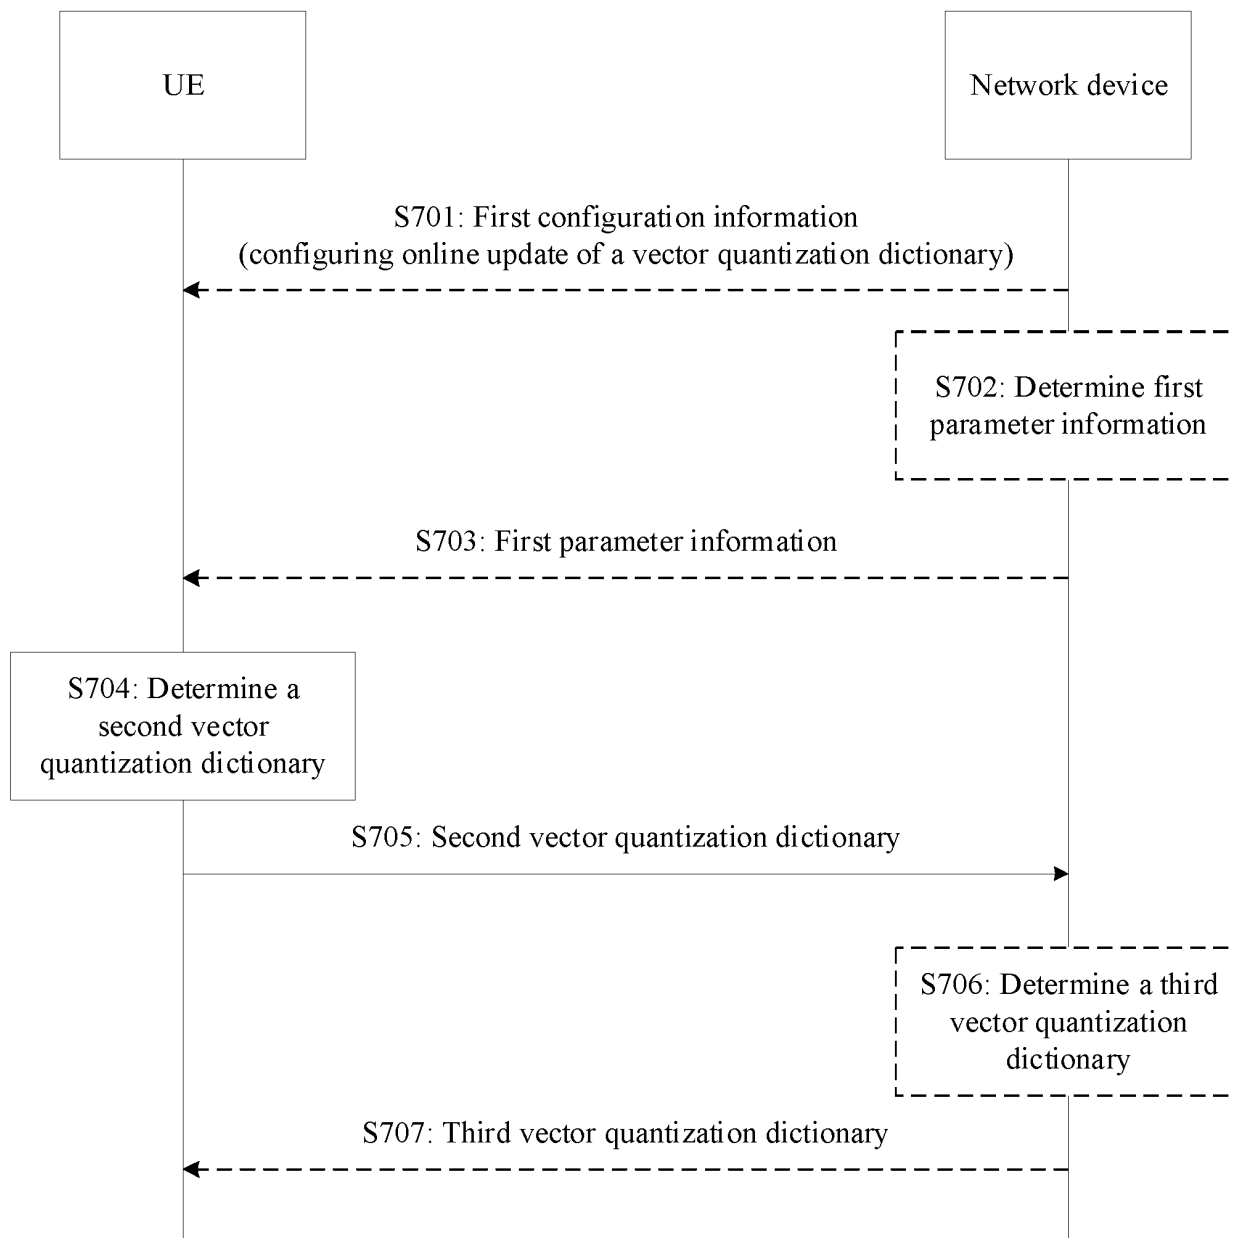 UE
Network device
S701: First configuration information
(configuring online update of a vector quantization dictionary)
S702: Determine first
parameter information
S703: First parameter information
S704: Determine a
second vector
quantization dictionary
S705: Second vector quantization dictionary
S706: Determine a third
vector quantization
dictionary
S707: Third vector quantization dictionary